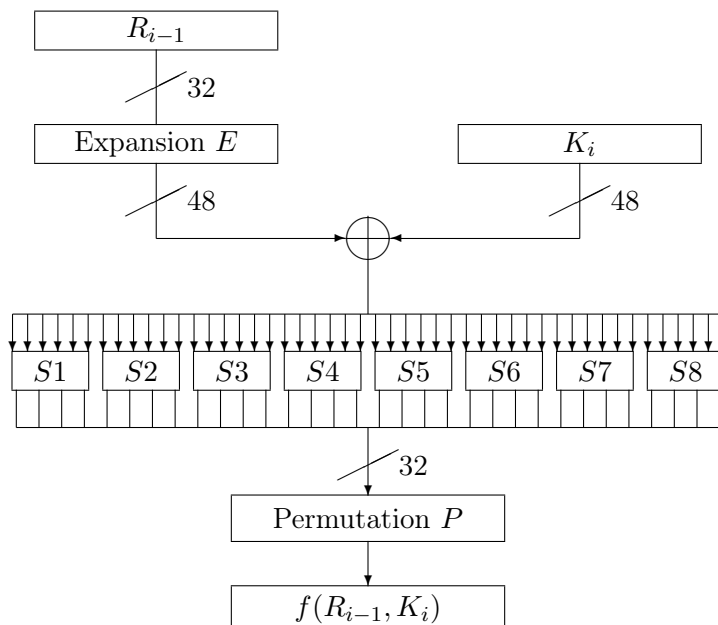 R_{i−1}
32
Expansion E
K_i
48
48
S1 S2 S3 S4 S5 S6 S7 S8
32
Permutation P
f(R_{i−1}, K_i)